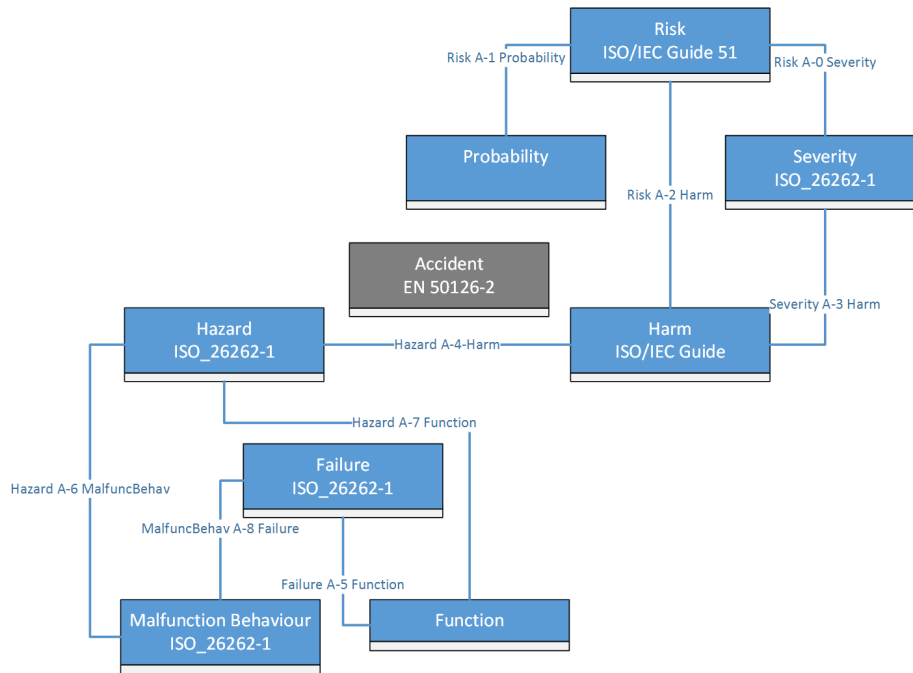 Risk
ISO/IEC Guide 51
Risk A-1 Probability
Risk A-0 Severity
Probability
Severity
ISO_26262-1
Risk A-2 Harm
Accident
EN 50126-2
Severity A-3 Harm
Hazard
ISO_26262-1
Hazard A-4-Harm
Harm
ISO/IEC Guide
Hazard A-7 Function
Failure
ISO_26262-1
Hazard A-6 MalfuncBehav
MalfuncBehav A-8 Failure
Failure A-5 Function
Malfunction Behaviour
ISO_26262-1
Function